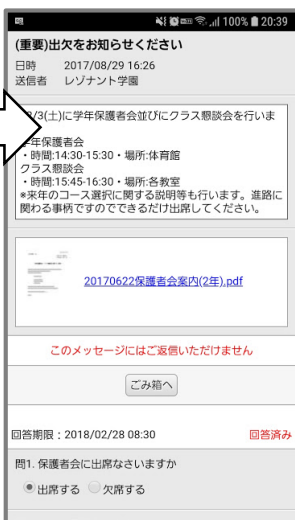 100% 20:39
(重要)出欠をお知らせください
日時 2017/08/29 16:26
送信者 レゾナント学園
/3(土)に学年保護者会並びにクラス懇談会を行いま
年保護者会
・時間:14:30-15:30・場所:体育館
クラス懇談会
・時間:15:45-16:30・場所:各教室
*来年のコース選択に関する説明等も行います。進路に
関わる事柄ですのでできるだけ出席してください。
20170622保護者会案内(2年).pdf
このメッセージにはご返信いただけません
ごみ箱へ
回答期限：2018/02/28 08:30 回答済み
問1. 保護者会に出席なさいますか
出席する 欠席する